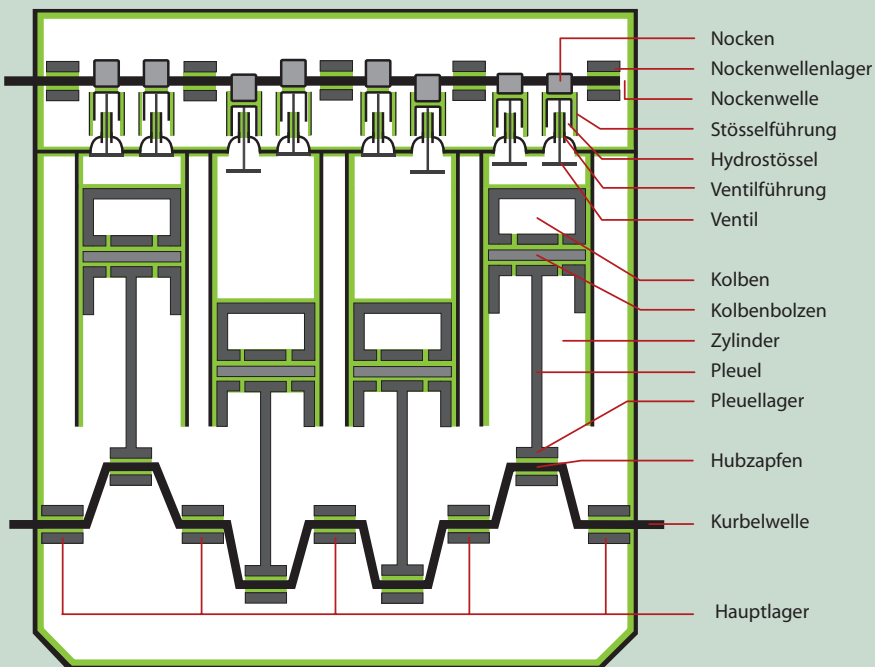 Nocken
Nockenwellenlager
Nockenwelle
Stösselführung
Hydrostössel
Ventilführung
Ventil
Kolben
Kolbenbolzen
Zylinder
Pleuel
Pleuellager
Hubzapfen
Kurbelwelle
Hauptlager